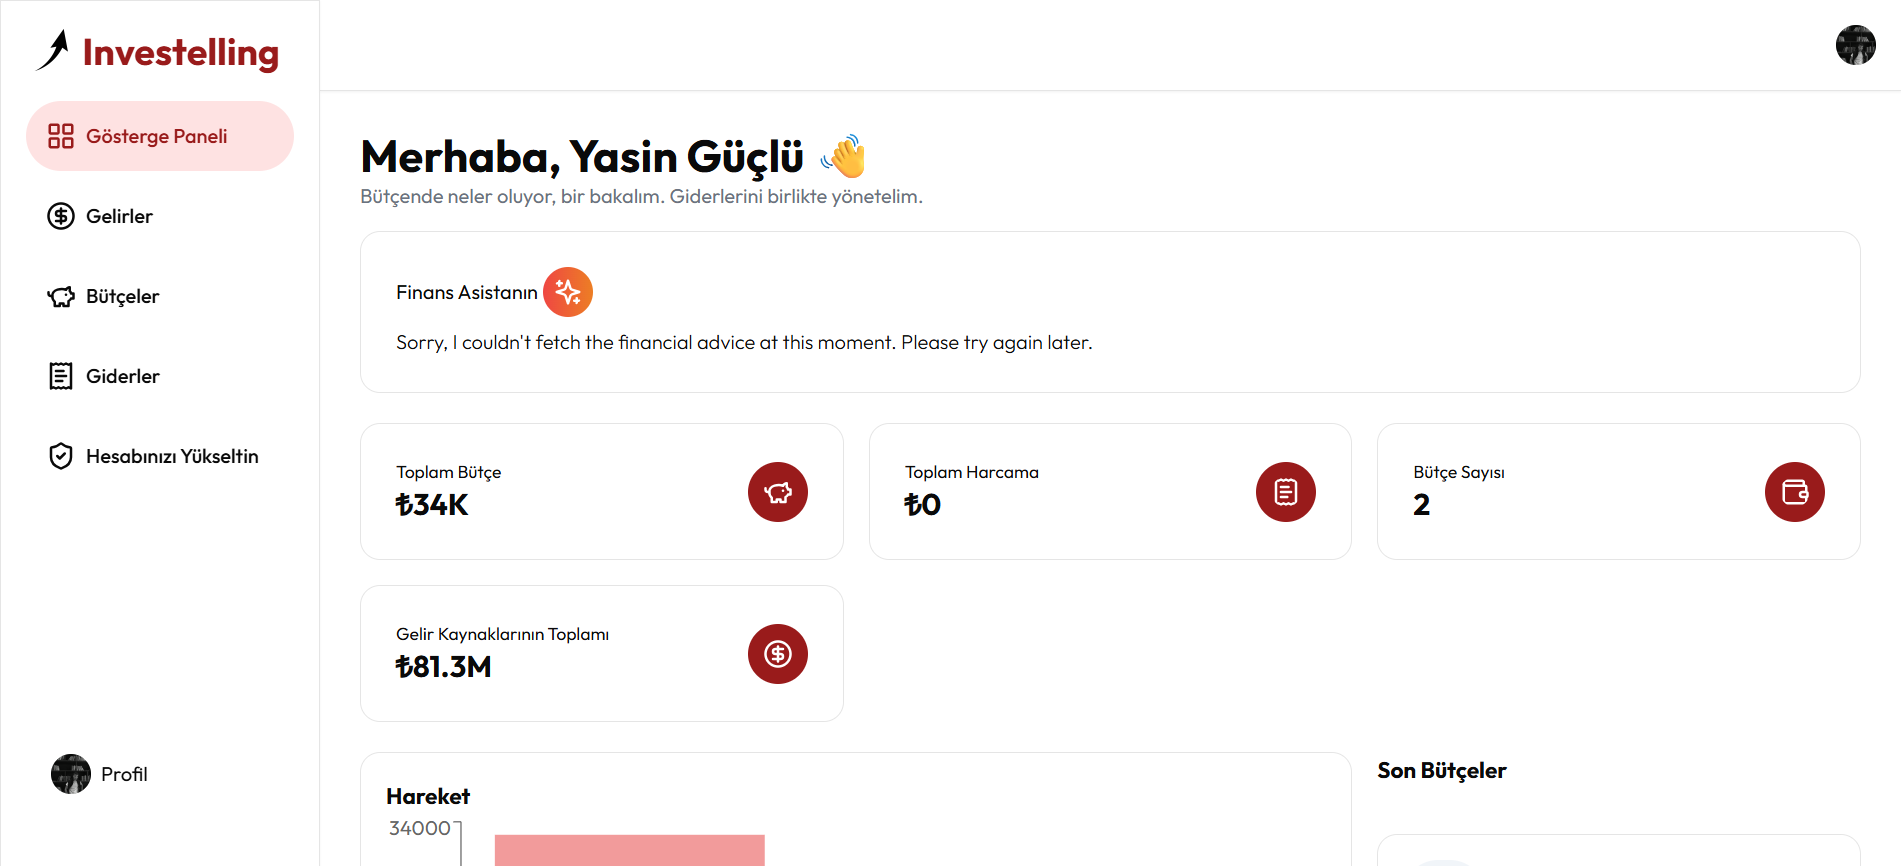 Investelling
Gösterge Paneli
Gelirler
Bütçeler
Giderler
Hesabınızı Yükseltin
Profil
Merhaba, Yasin Güçlü 👋
Bütçende neler oluyor, bir bakalım. Giderlerini birlikte yönetelim.
Finans Asistanın
Sorry, I couldn't fetch the financial advice at this moment. Please try again later.
Toplam Bütçe
₺34K
Toplam Harcama
₺0
Bütçe Sayısı
2
Gelir Kaynaklarının Toplamı
₺81.3M
Hareket
34000
Son Bütçeler